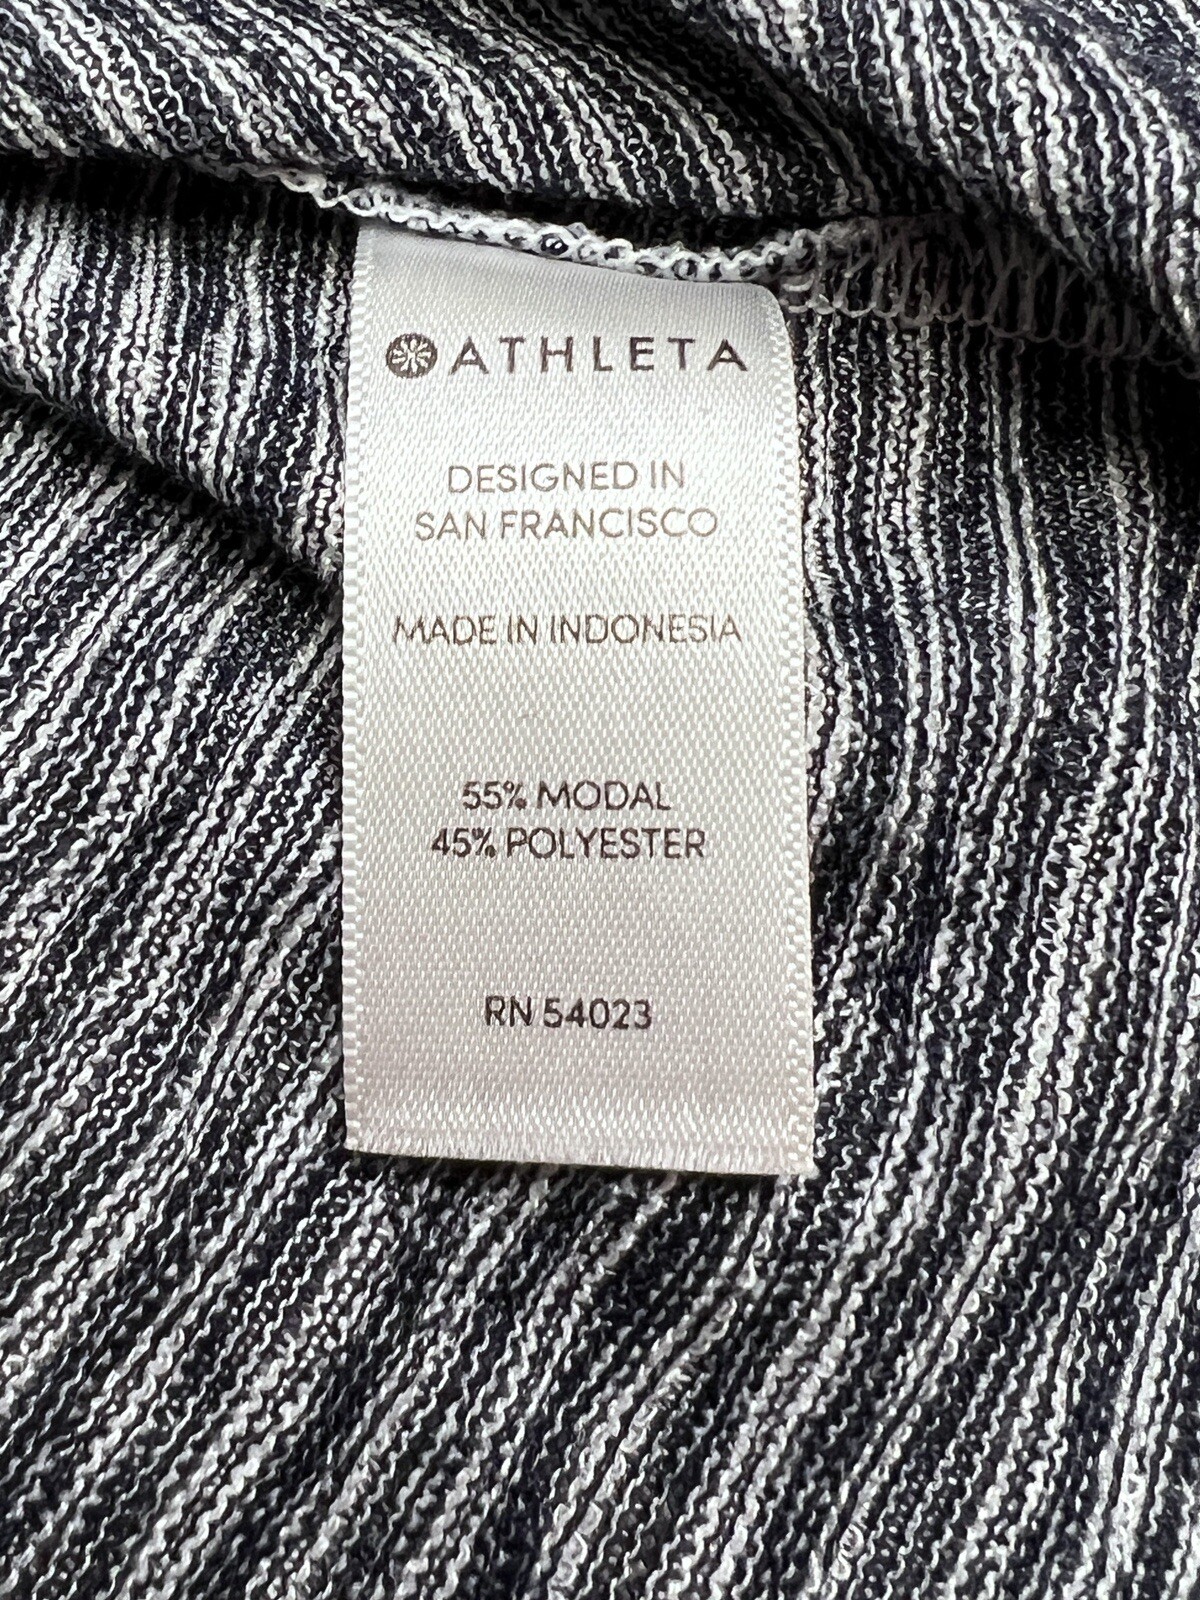 ATHLETA
DESIGNED IN
SAN FRANCISCO
MADE IN INDONESIA
55% MODAL
45% POLYESTER
RN 54023